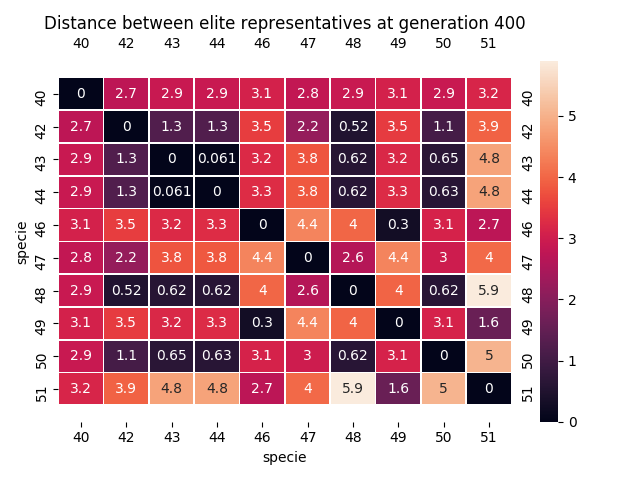 Distance between elite representatives at generation 400
40 42 43 44 46 47 48 49 50 51
40 0 2.7 2.9 2.9 3.1 2.8 2.9 3.1 2.9 3.2 40
42 2.7 0 1.3 1.3 3.5 2.2 0.52 3.5 1.1 3.9 42
43 2.9 1.3 0 0.061 3.2 3.8 0.62 3.2 0.65 4.8 43
44 2.9 1.3 0.061 0 3.3 3.8 0.62 3.3 0.63 4.8 44
46 3.1 3.5 3.2 3.3 0 4.4 4 0.3 3.1 2.7 46
47 2.8 2.2 3.8 3.8 4.4 0 2.6 4.4 3 4 47
48 2.9 0.52 0.62 0.62 4 2.6 0 4 0.62 5.9 48
49 3.1 3.5 3.2 3.3 0.3 4.4 4 0 3.1 1.6 49
50 2.9 1.1 0.65 0.63 3.1 3 0.62 3.1 0 5 50
51 3.2 3.9 4.8 4.8 2.7 4 5.9 1.6 5 0 51
40 42 43 44 46 47 48 49 50 51
specie
specie
5
4
3
2
1
0